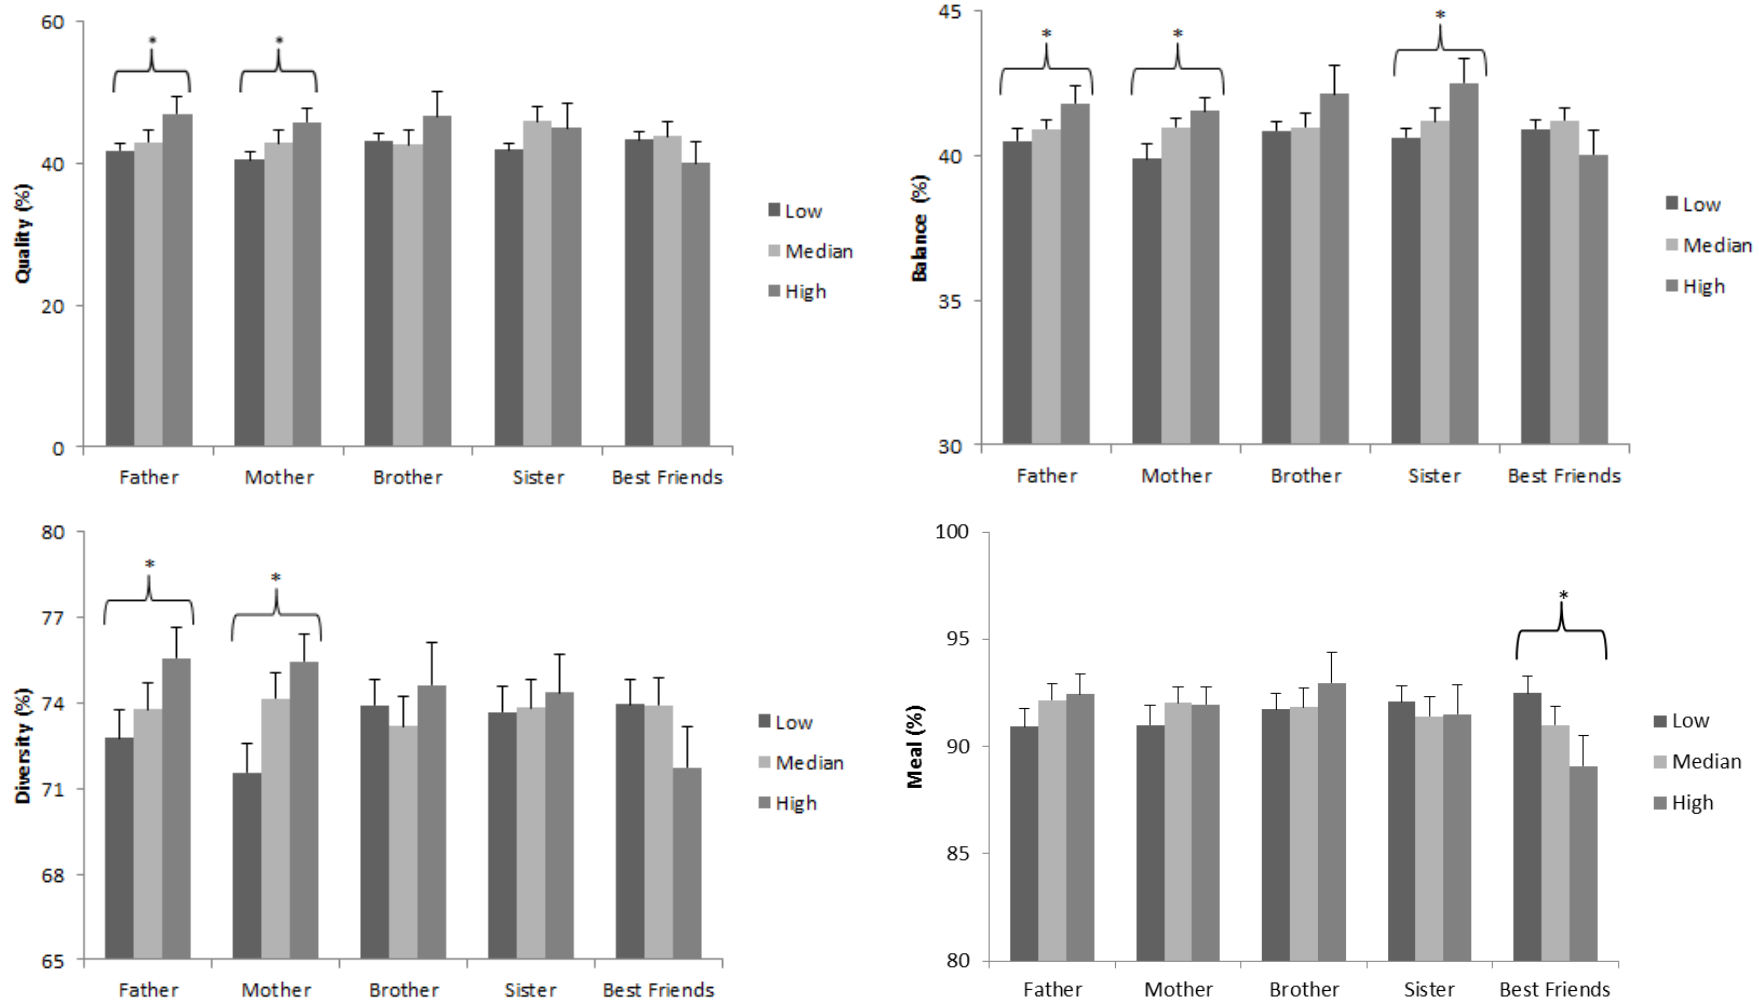 60
40
20
0
Quality (%)
*
*
Father
Mother
Brother
Sister
Best Friends
Low
Median
High
45
40
35
30
Balance (%)
*
*
*
Father
Mother
Brother
Sister
Best Friends
Low
Median
High
80
77
74
71
68
65
Diversity (%)
*
*
Father
Mother
Brother
Sister
Best Friends
Low
Median
High
100
95
90
85
80
Meal (%)
*
Father
Mother
Brother
Sister
Best Friends
Low
Median
High